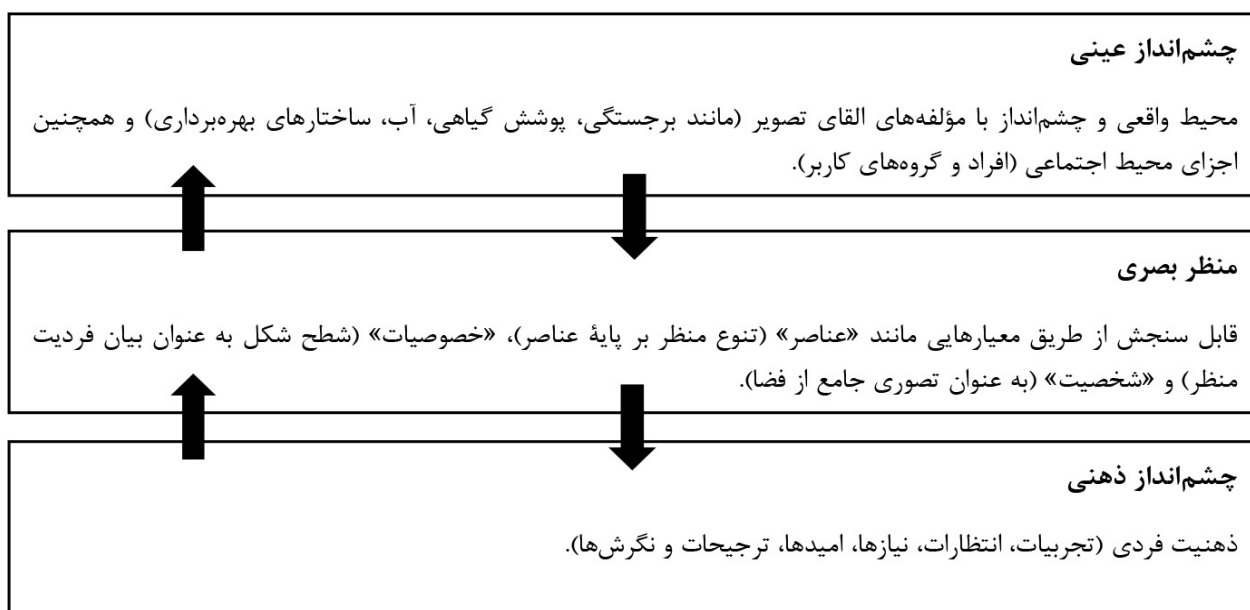 چشم‌انداز عینی
محیط واقعی و چشم‌انداز با مؤلفه‌های القای تصویر (مانند برجستگی، پوشش گیاهی، آب، ساختارهای بهره‌برداری) و همچنین
اجزای محیط اجتماعی (افراد و گروه‌های کاربر).
منظر بصری
قابل سنجش از طریق معیارهایی مانند «عناصر» (تنوع منظر بر پایهٔ عناصر)، «خصوصیات» (شطح شکل به عنوان بیان فردیت
منظر) و «شخصیت» (به عنوان تصوری جامع از فضا).
چشم‌انداز ذهنی
ذهنیت فردی (تجربیات، انتظارات، نیازها، امیدها، ترجیحات و نگرش‌ها).